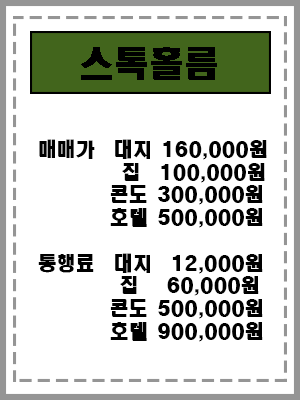 스톡홀름
매매가 대지 160,000원
집 100,000원
콘도 300,000원
호텔 500,000원
통행료 대지 12,000원
집 60,000원
콘도 500,000원
호텔 900,000원